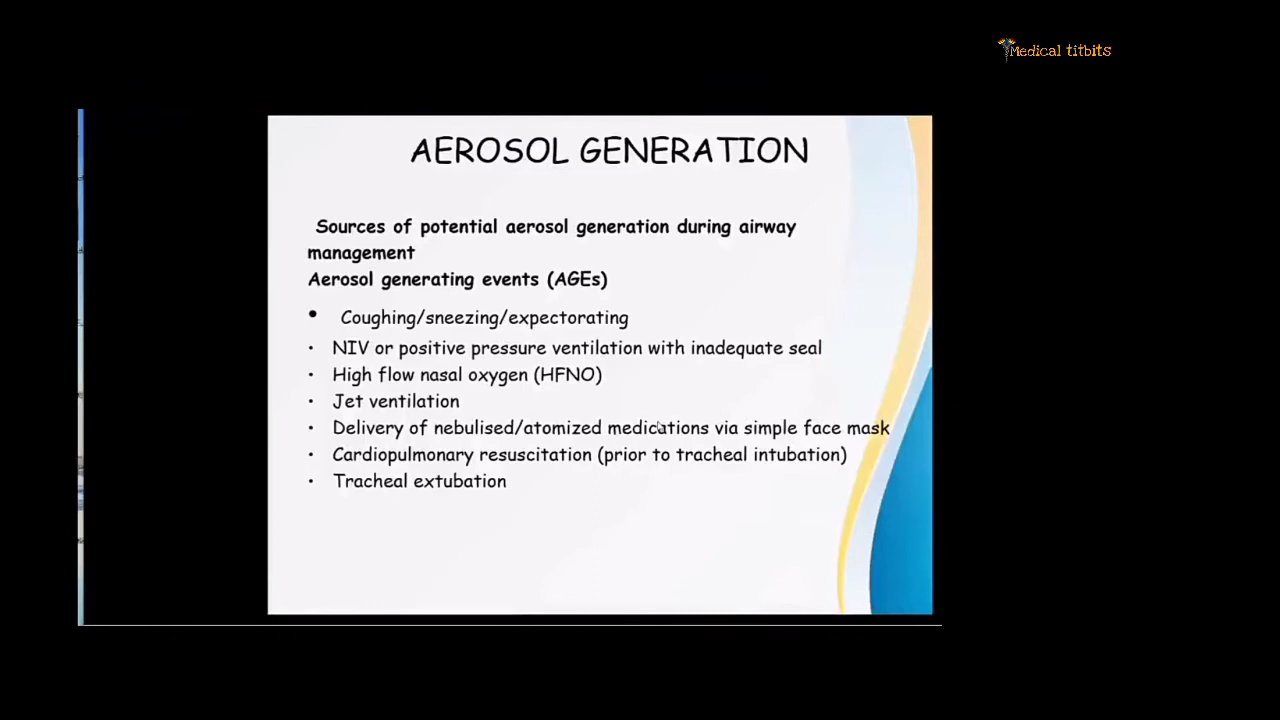 Medical titbits
AEROSOL GENERATION
Sources of potential aerosol generation during airway
management
Aerosol generating events (AGEs)
• Coughing/sneezing/expectorating
• NIV or positive pressure ventilation with inadequate seal
• High flow nasal oxygen (HFNO)
• Jet ventilation
• Delivery of nebulised/atomized medications via simple face mask
• Cardiopulmonary resuscitation (prior to tracheal intubation)
• Tracheal extubation